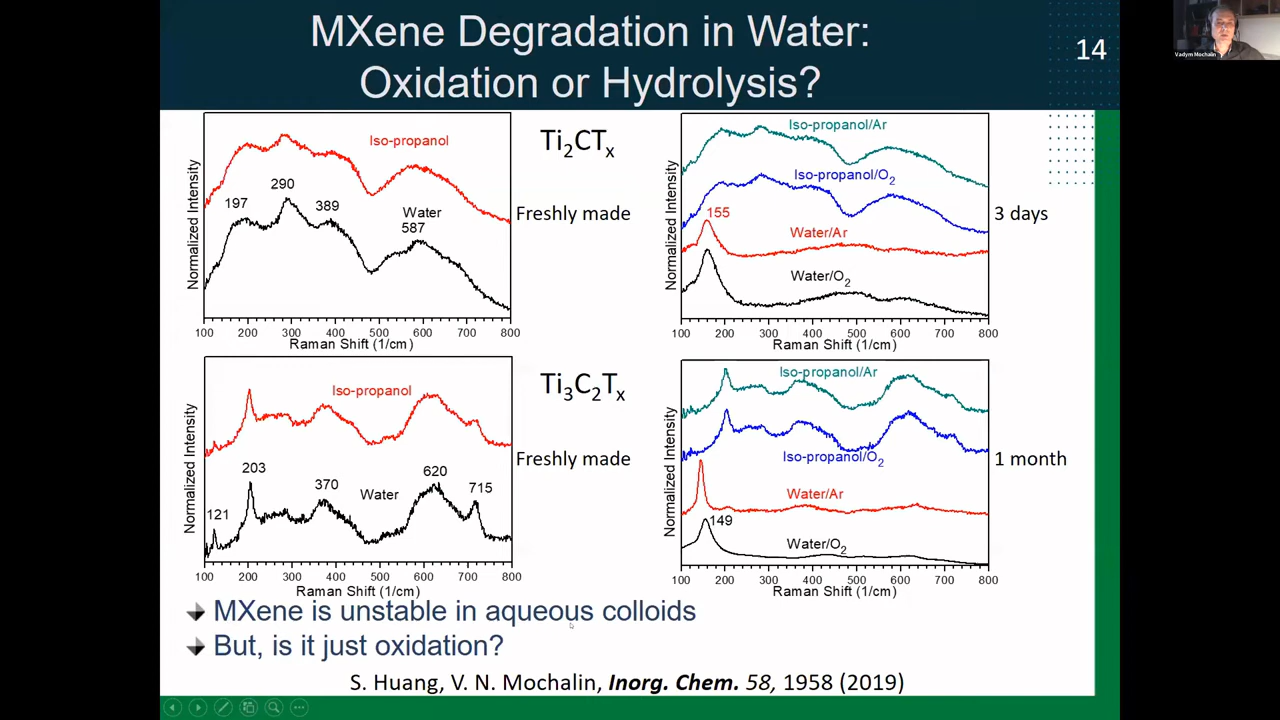 MXene Degradation in Water:
Oxidation or Hydrolysis?
14
Vadym Mochalin
Iso-propanol
290
197
389
Water
587
Normalized Intensity
100 200 300 400 500 600 700 800
Raman Shift (1/cm)
Ti2CTx
Freshly made
Iso-propanol/Ar
Iso-propanol/O2
155
Water/Ar
Water/O2
Normalized Intensity
100 200 300 400 500 600 700 800
Raman Shift (1/cm)
3 days
Iso-propanol
203
370
Water
620
715
121
Normalized Intensity
100 200 300 400 500 600 700 800
Raman Shift (1/cm)
Ti3C2Tx
Freshly made
Iso-propanol/Ar
Iso-propanol/O2
Water/Ar
149
Water/O2
Normalized Intensity
100 200 300 400 500 600 700 800
Raman Shift (1/cm)
1 month
MXene is unstable in aqueous colloids
But, is it just oxidation?
S. Huang, V. N. Mochalin, Inorg. Chem. 58, 1958 (2019)